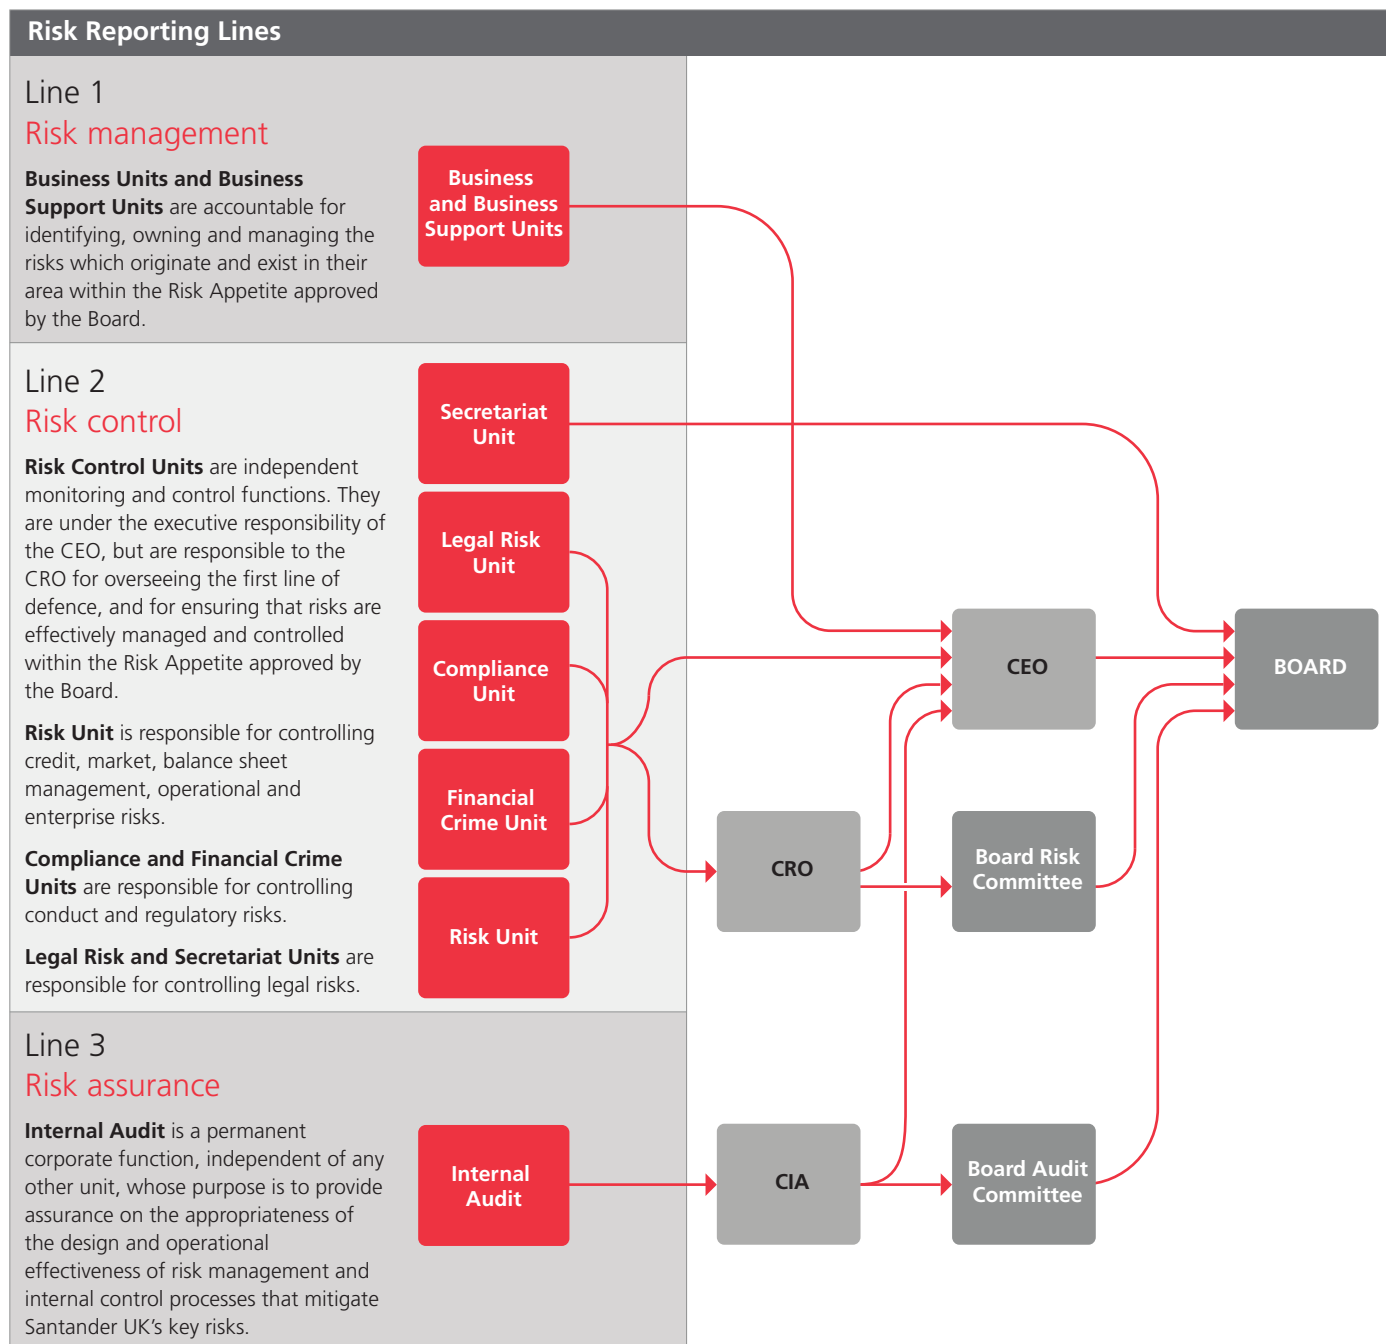 Risk Reporting Lines
Line 1
Risk management
Business Units and Business
Support Units are accountable for
identifying, owning and managing the
risks which originate and exist in their
area within the Risk Appetite approved
by the Board.
Business
and Business
Support Units
Line 2
Risk control
Risk Control Units are independent
monitoring and control functions. They
are under the executive responsibility of
the CEO, but are responsible to the
CRO for overseeing the first line of
defence, and for ensuring that risks are
effectively managed and controlled
within the Risk Appetite approved by
the Board.
Risk Unit is responsible for controlling
credit, market, balance sheet
management, operational and
enterprise risks.
Compliance and Financial Crime
Units are responsible for controlling
conduct and regulatory risks.
Legal Risk and Secretariat Units are
responsible for controlling legal risks.
Secretariat
Unit
Legal Risk
Unit
Compliance
Unit
Financial
Crime Unit
Risk Unit
CEO
BOARD
CRO
Board Risk
Committee
Line 3
Risk assurance
Internal Audit is a permanent
corporate function, independent of any
other unit, whose purpose is to provide
assurance on the appropriateness of
the design and operational
effectiveness of risk management and
internal control processes that mitigate
Santander UK's key risks.
Internal
Audit
CIA
Board Audit
Committee